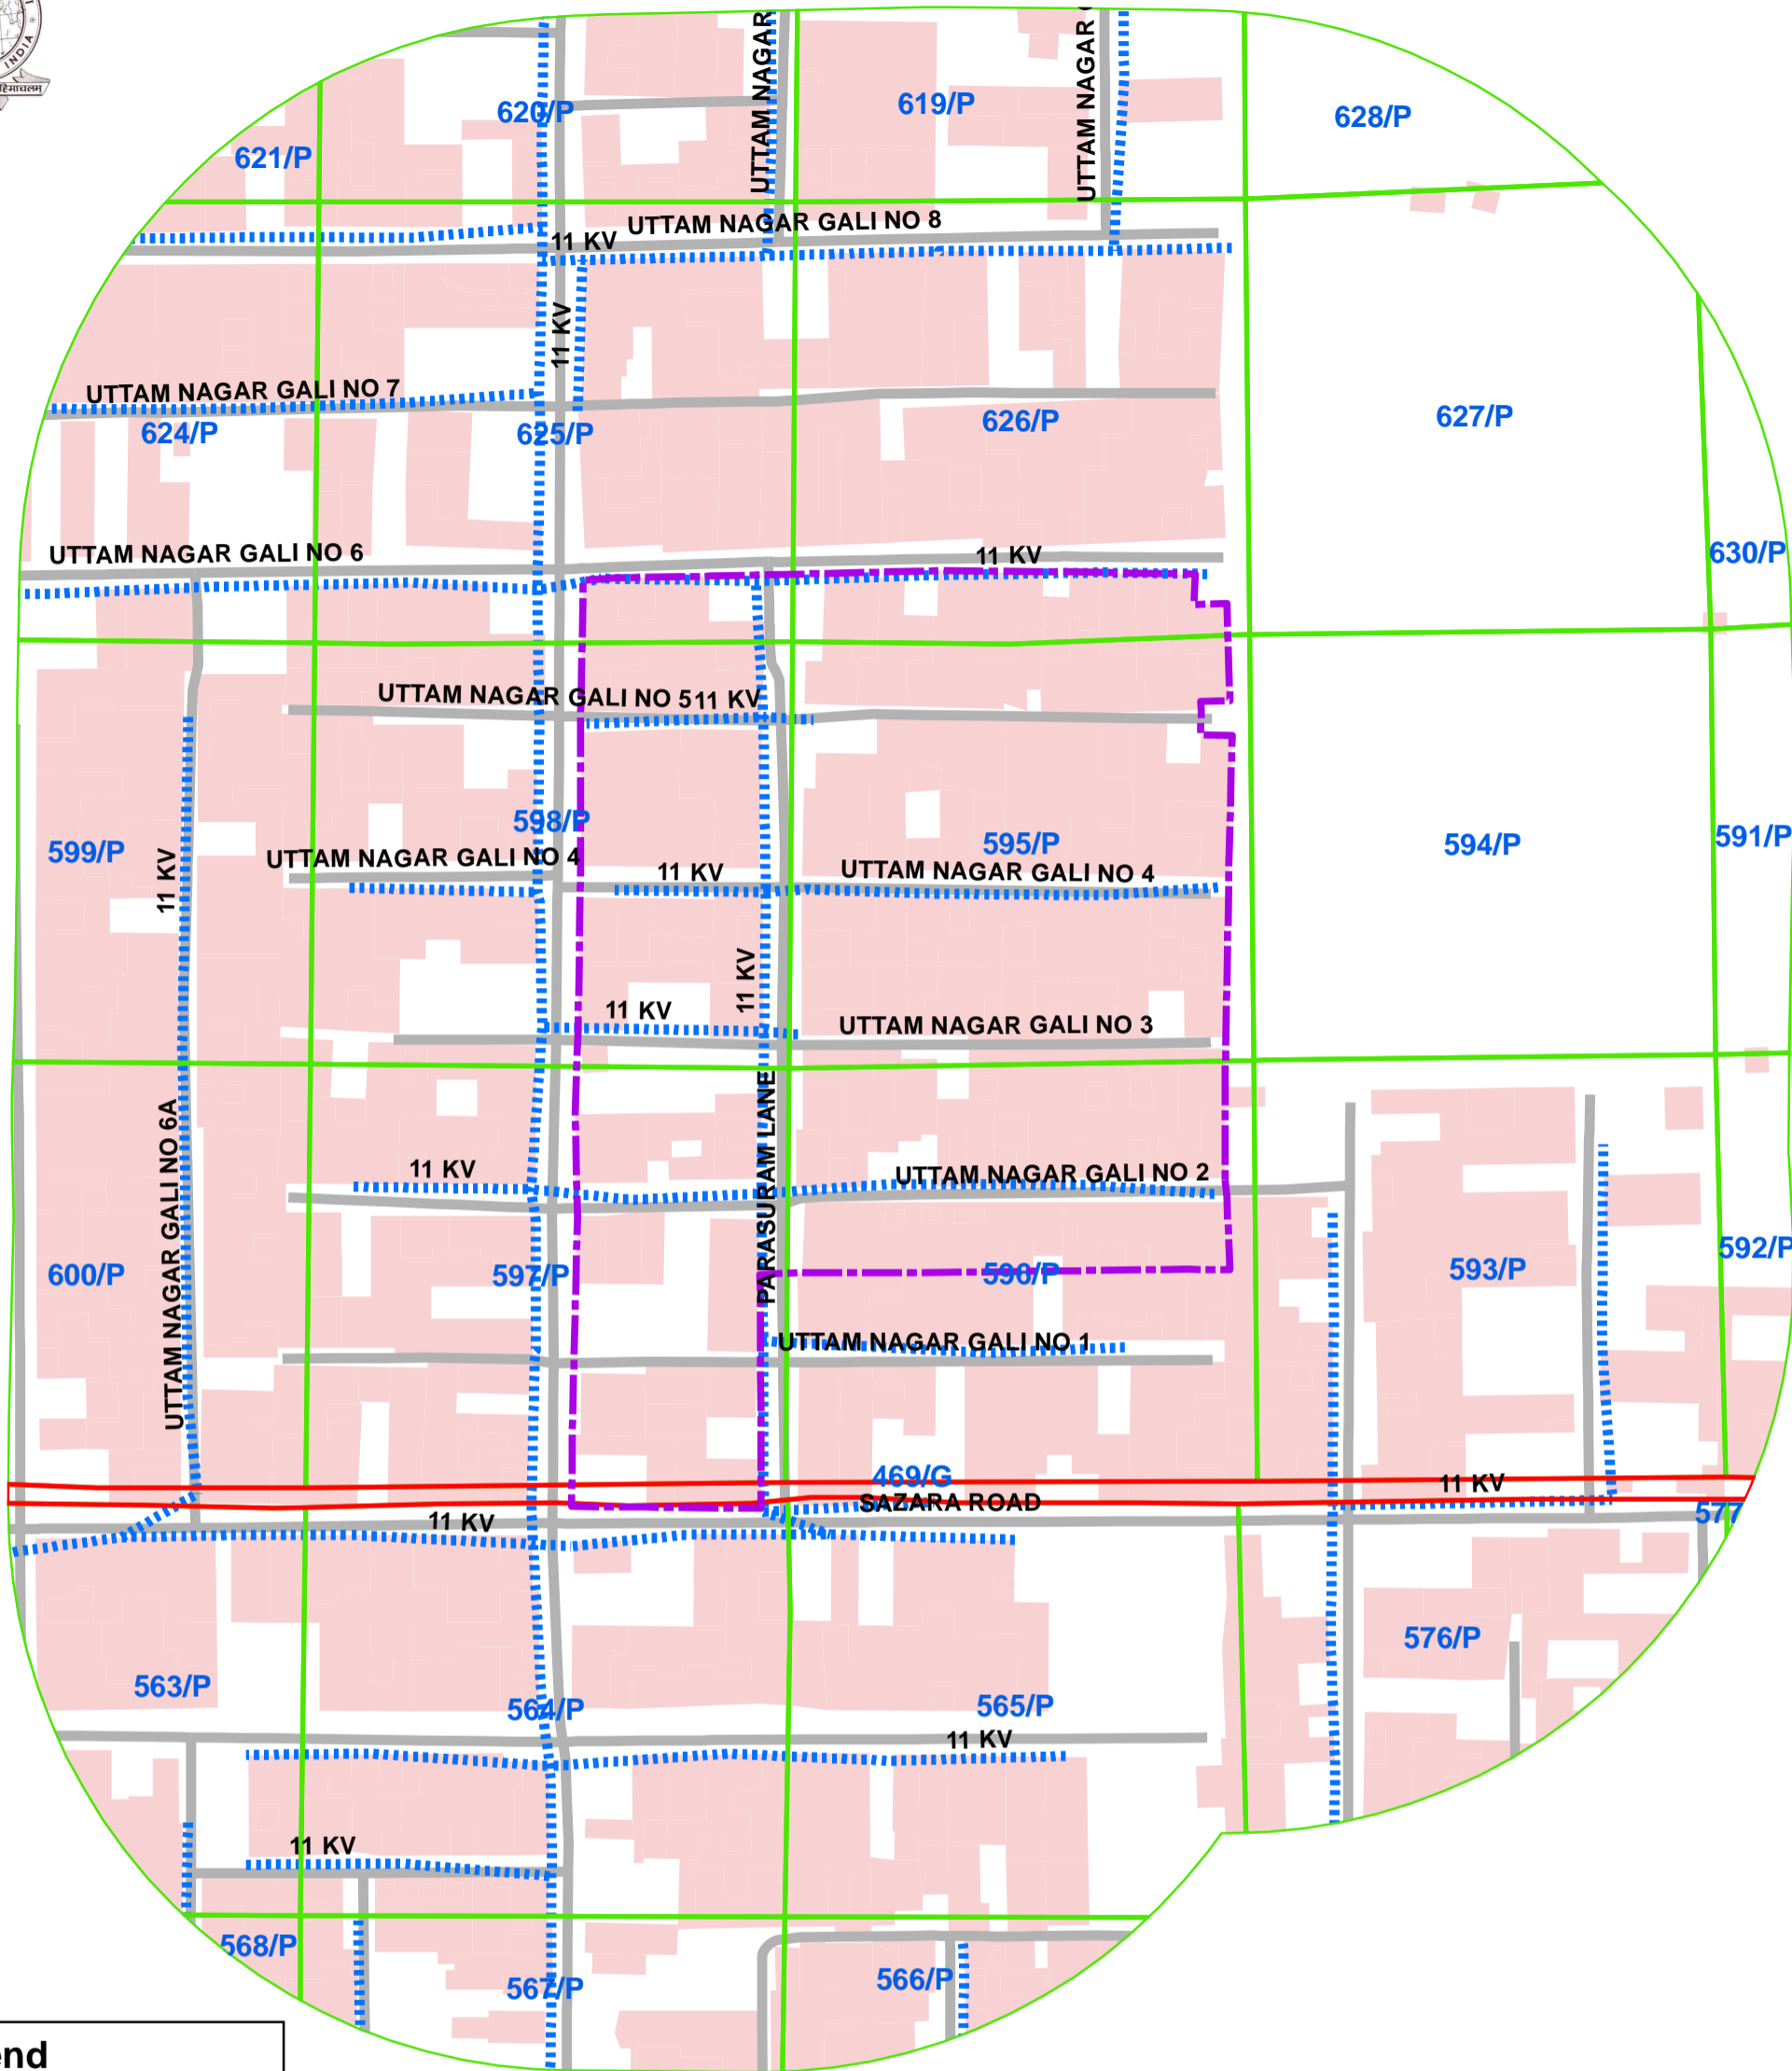 INDIA
हिमाचलम्
UTTAM NAGAR
UTTAM NAGAR
620/P
619/P
628/P
621/P
UTTAM NAGAR GALI NO 8
11 KV
11 KV
UTTAM NAGAR GALI NO 7
624/P
625/P
626/P
627/P
UTTAM NAGAR GALI NO 6
11 KV
630/P
UTTAM NAGAR GALI NO 5
11 KV
598/P
599/P
595/P
594/P
591/P
UTTAM NAGAR GALI NO 4
11 KV
UTTAM NAGAR GALI NO 4
11 KV
11 KV
11 KV
UTTAM NAGAR GALI NO 3
PARASURAM LANE
UTTAM NAGAR GALI NO 6A
11 KV
UTTAM NAGAR GALI NO 2
600/P
597/P
596/P
593/P
592/P
UTTAM NAGAR GALI NO 1
469/G
11 KV
SAZARA ROAD
11 KV
577
576/P
563/P
564/P
565/P
11 KV
11 KV
568/P
567/P
566/P
end